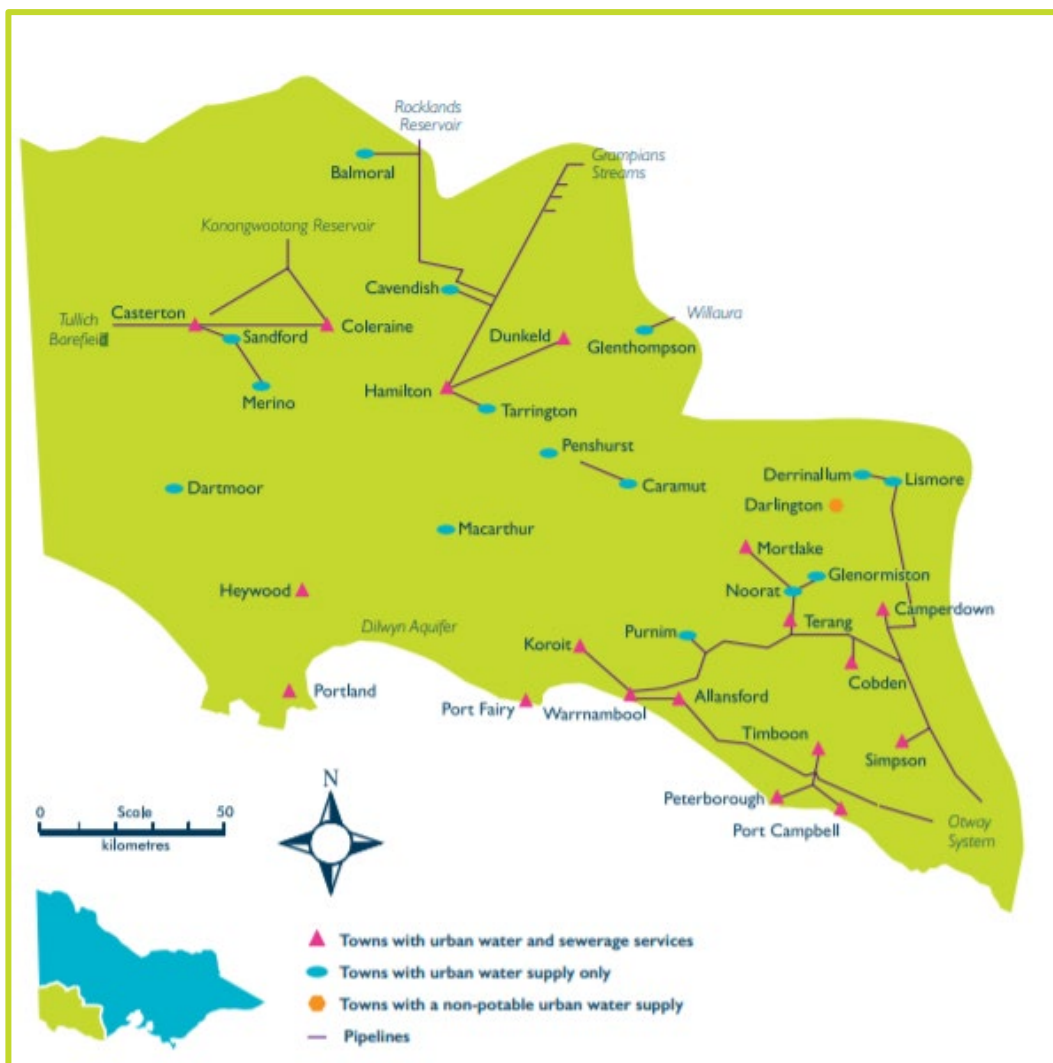 Rocklands
Reservoir
Grampians
Streams
Balmoral
Konongwootong Reservoir
Cavendish
Casterton
Willaura
Tullich
Borefield
Sandford
Coleraine
Dunkeld
Glenthompson
Hamilton
Merino
Tarrington
Penshurst
Derrinallum
Lismore
Dartmoor
Caramut
Darlington
Macarthur
Mortlake
Glenormiston
Heywood
Noorat
Camperdown
Dilwyn Aquifer
Koroit
Purnim
Terang
Cobden
Portland
Port Fairy
Warrnambool
Allansford
Timboon
Simpson
N
Peterborough
0 Scale 50
kilometres
Port Campbell
Otway
System
Towns with urban water and sewerage services
Towns with urban water supply only
Towns with a non-potable urban water supply
Pipelines